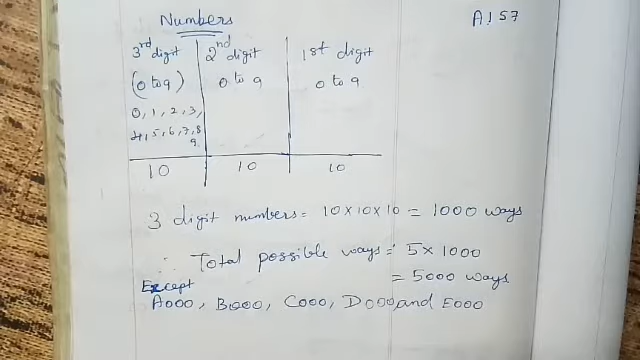 Numbers
A157
3rd digit 2nd digit 1st digit
(0 to 9) 0 to 9 0 to 9
0, 1, 2, 3,
4, 5, 6, 7, 8
9
10 10 10
3 digit numbers = 10 x 10 x 10 = 1000 ways
∴ Total possible ways = 5 x 1000
= 5000 ways
Except
A000, B000, C000, D000 and E000